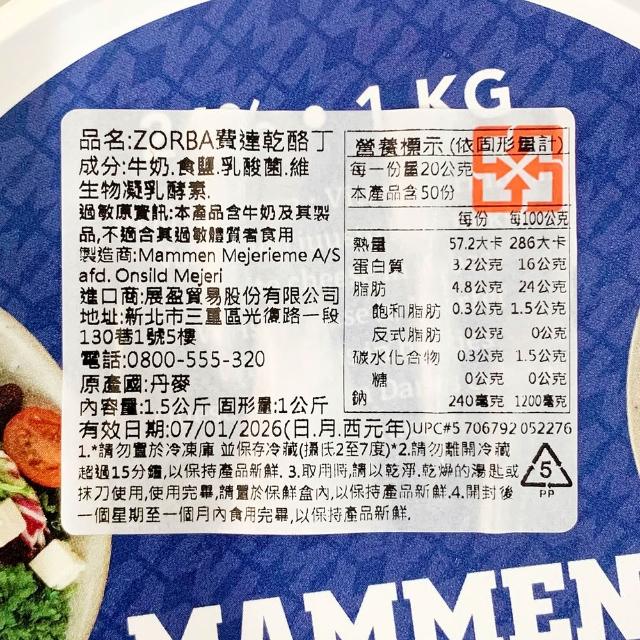 1 KG
品名:ZORBA費達乾酪丁
成分:牛奶.食鹽.乳酸菌.維
生物凝乳酵素.
過敏原資訊:本產品含牛奶及其製
品,不適合其過敏體質者食用
製造商:Mammen Mejerieme A/S
afd. Onsild Mejeri
進口商:展盈貿易股份有限公司
地址:新北市三重區光復路一段
130巷1號5樓
電話:0800-555-320
原產國:丹麥
內容量:1.5公斤 固形量:1公斤
有效日期:07/01/2026(日.月.西元年)UPC#5 706792 052276
營養標示(依固形量計)
每一份量20公克
本產品含50份
每份 每100公克
熱量 57.2大卡 286大卡
蛋白質 3.2公克 16公克
脂肪 4.8公克 24公克
飽和脂肪 0.3公克 1.5公克
反式脂肪 0公克 0公克
碳水化合物 0.3公克 1.5公克
糖 0公克 0公克
鈉 240毫克 1200毫克
1.*請勿置於冷凍庫 並保存冷藏(攝氏2至7度)*2.請勿離開冷藏
超過15分鐘,以保持產品新鮮. 3.取用時,請以乾淨.乾燥的湯匙或
抹刀使用,使用完畢,請置於保鮮盒內,以保持產品新鮮.4.開封後
一個星期至一個月內食用完畢,以保持產品新鮮.
5
PP
MAMMEN